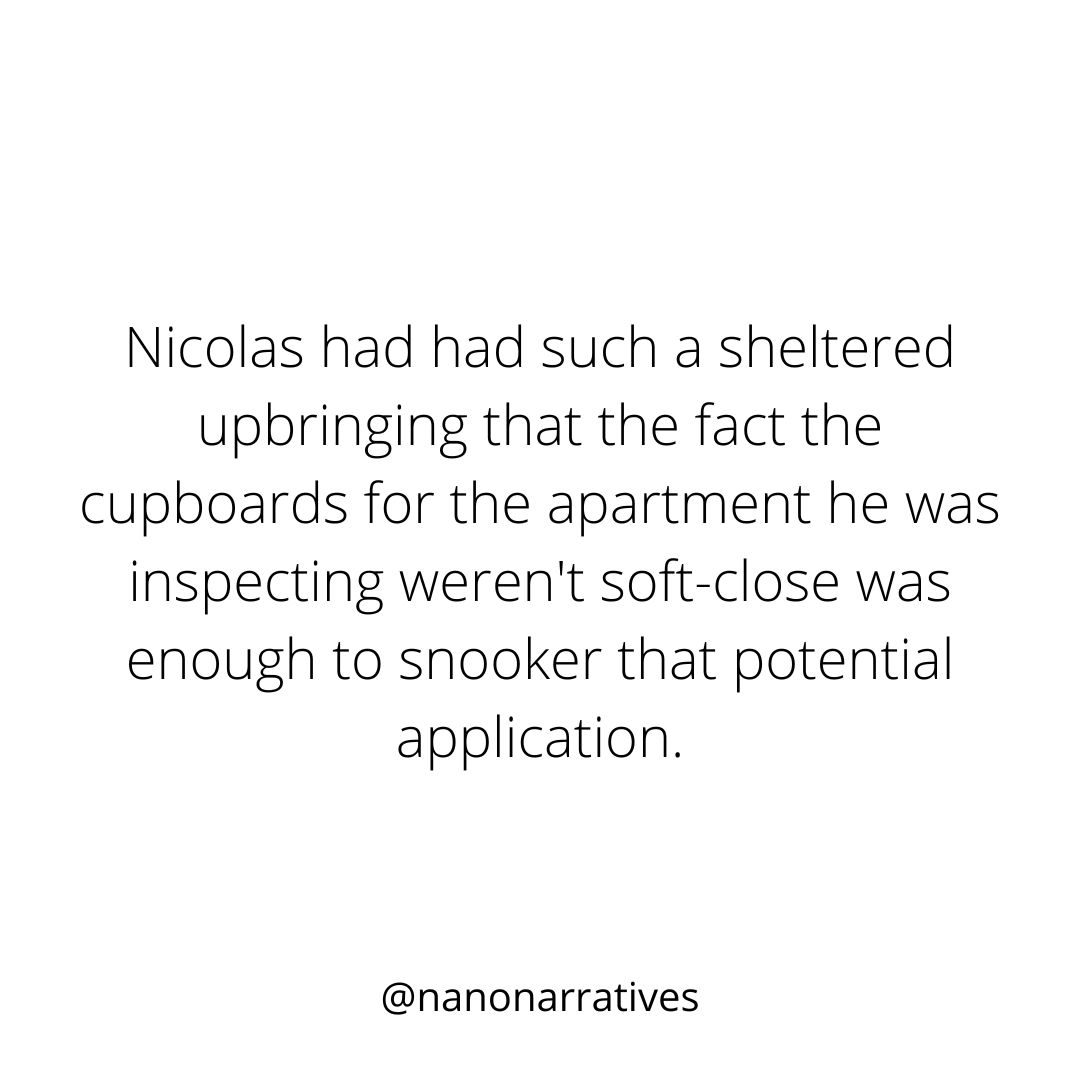 Nicolas had had such a sheltered
upbringing that the fact the
cupboards for the apartment he was
inspecting weren't soft-close was
enough to snooker that potential
application.
@nanonarratives